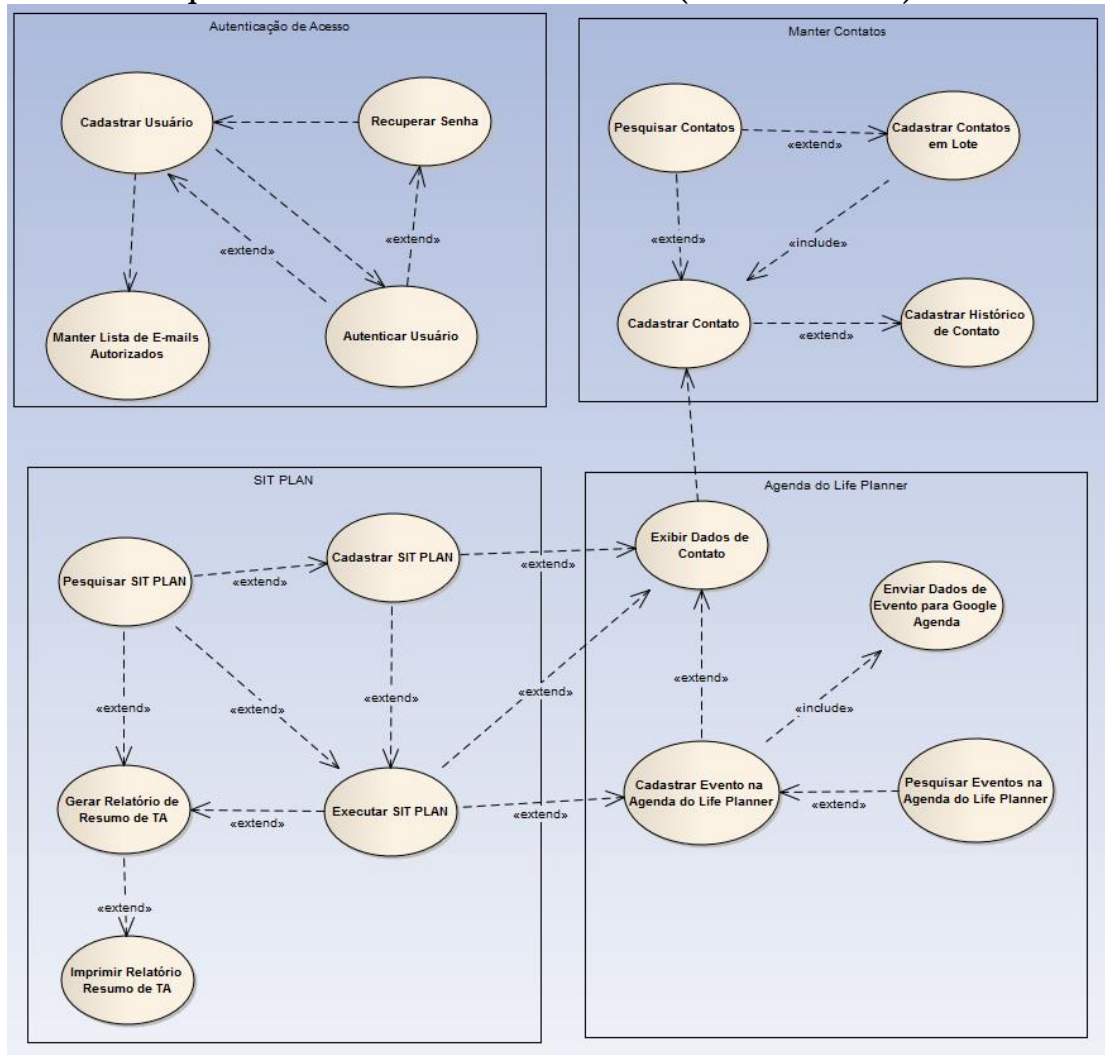 Autenticação de Acesso
Cadastrar Usuário
Recuperar Senha
«extend»
«extend»
Manter Lista de E-mails
Autorizados
Autenticar Usuário
Manter Contatos
Pesquisar Contatos
Cadastrar Contatos
em Lote
«extend»
«extend»
«include»
Cadastrar Contato
Cadastrar Histórico
de Contato
«extend»
SIT PLAN
Pesquisar SIT PLAN
Cadastrar SIT PLAN
«extend»
«extend»
«extend»
«extend»
«extend»
«extend»
Gerar Relatório de
Resumo de TA
Executar SIT PLAN
«extend»
«extend»
«extend»
Imprimir Relatório
Resumo de TA
Agenda do Life Planner
Exibir Dados de
Contato
Enviar Dados de
Evento para Google
Agenda
«extend»
«include»
Cadastrar Evento na
Agenda do Life Planner
Pesquisar Eventos na
Agenda do Life Planner
«extend»